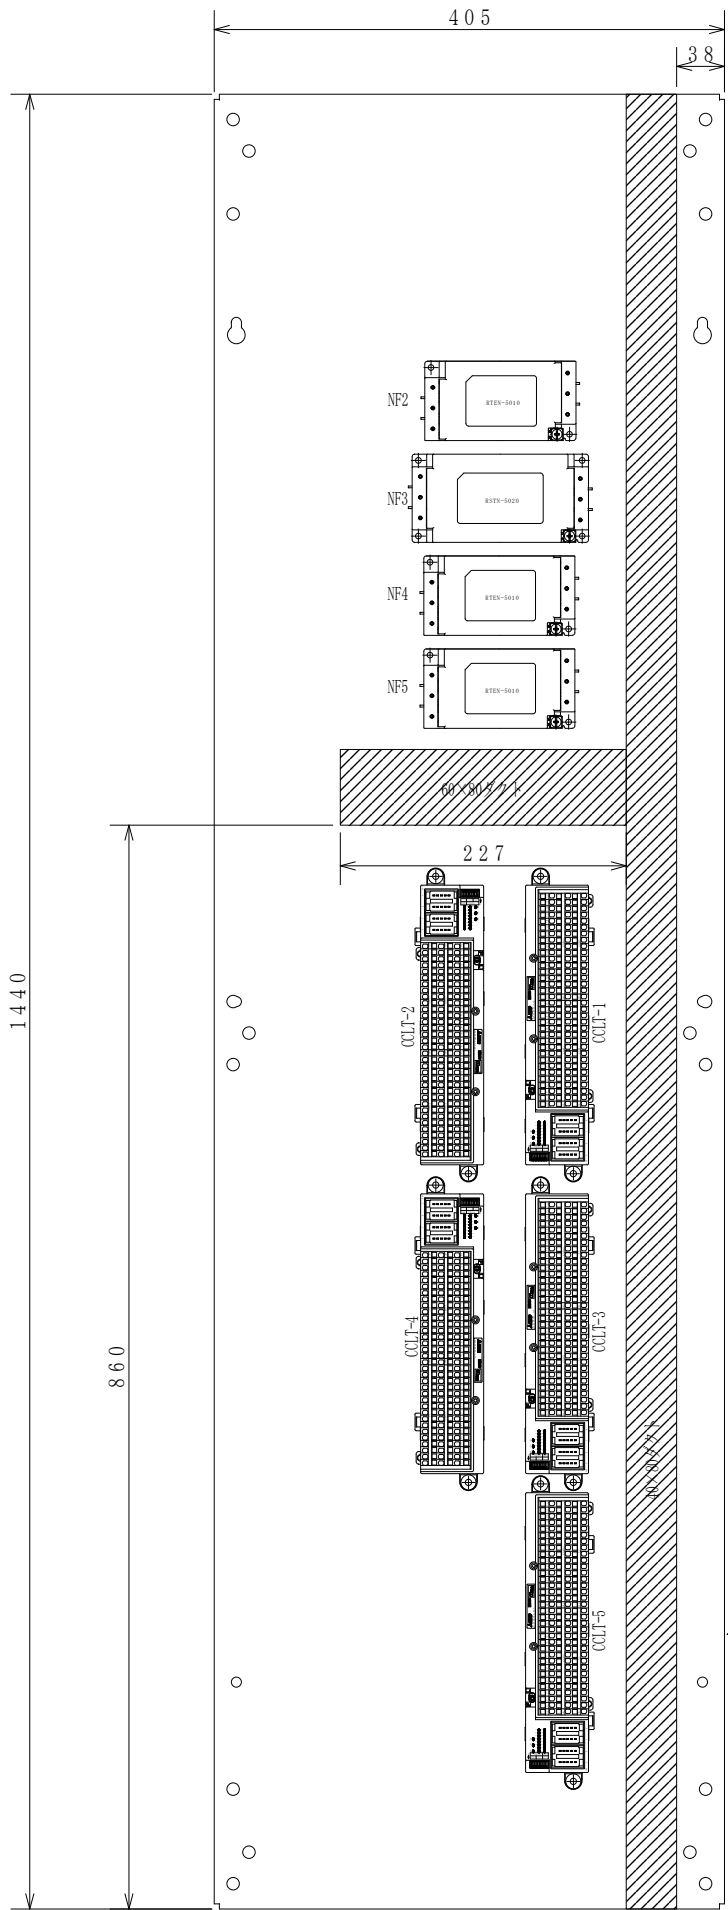 405
38
NF2
RTEN-5010
NF3
RSTN-5020
NF4
RTEN-5010
NF5
RTEN-5010
60×80ダクト
227
1440
CCLT-2
CCLT-1
860
CCLT-4
CCLT-3
40×80ダクト
CCLT-5